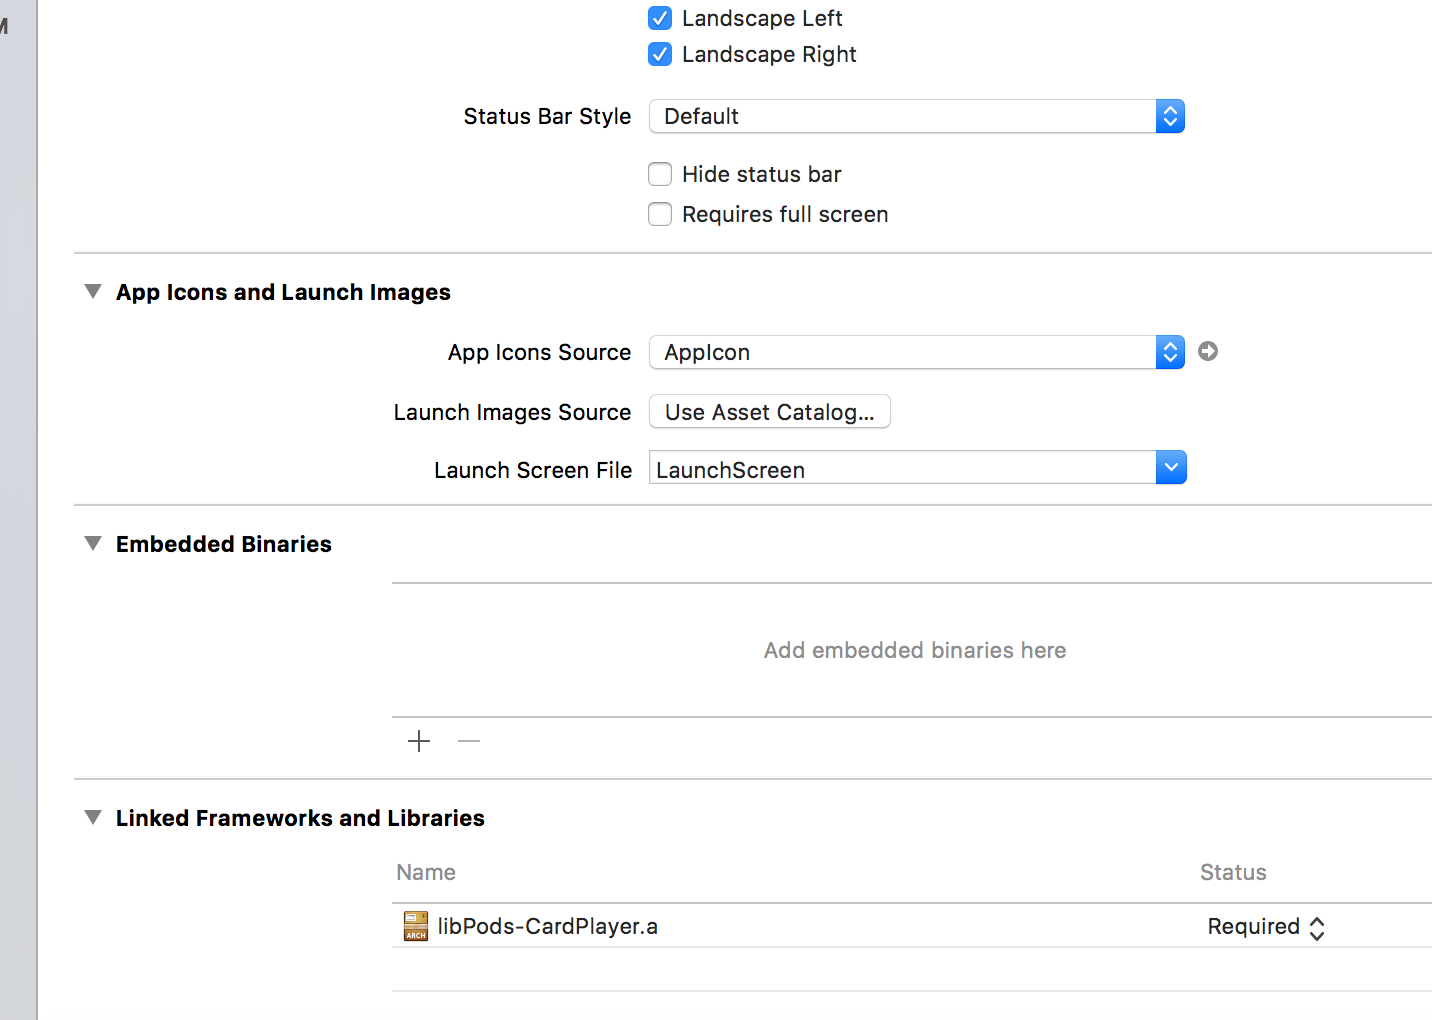 M
Landscape Left
Landscape Right
Status Bar Style Default
Hide status bar
Requires full screen
App Icons and Launch Images
App Icons Source AppIcon
Launch Images Source Use Asset Catalog...
Launch Screen File LaunchScreen
Embedded Binaries
Add embedded binaries here
Linked Frameworks and Libraries
Name Status
ARCH libPods-CardPlayer.a Required